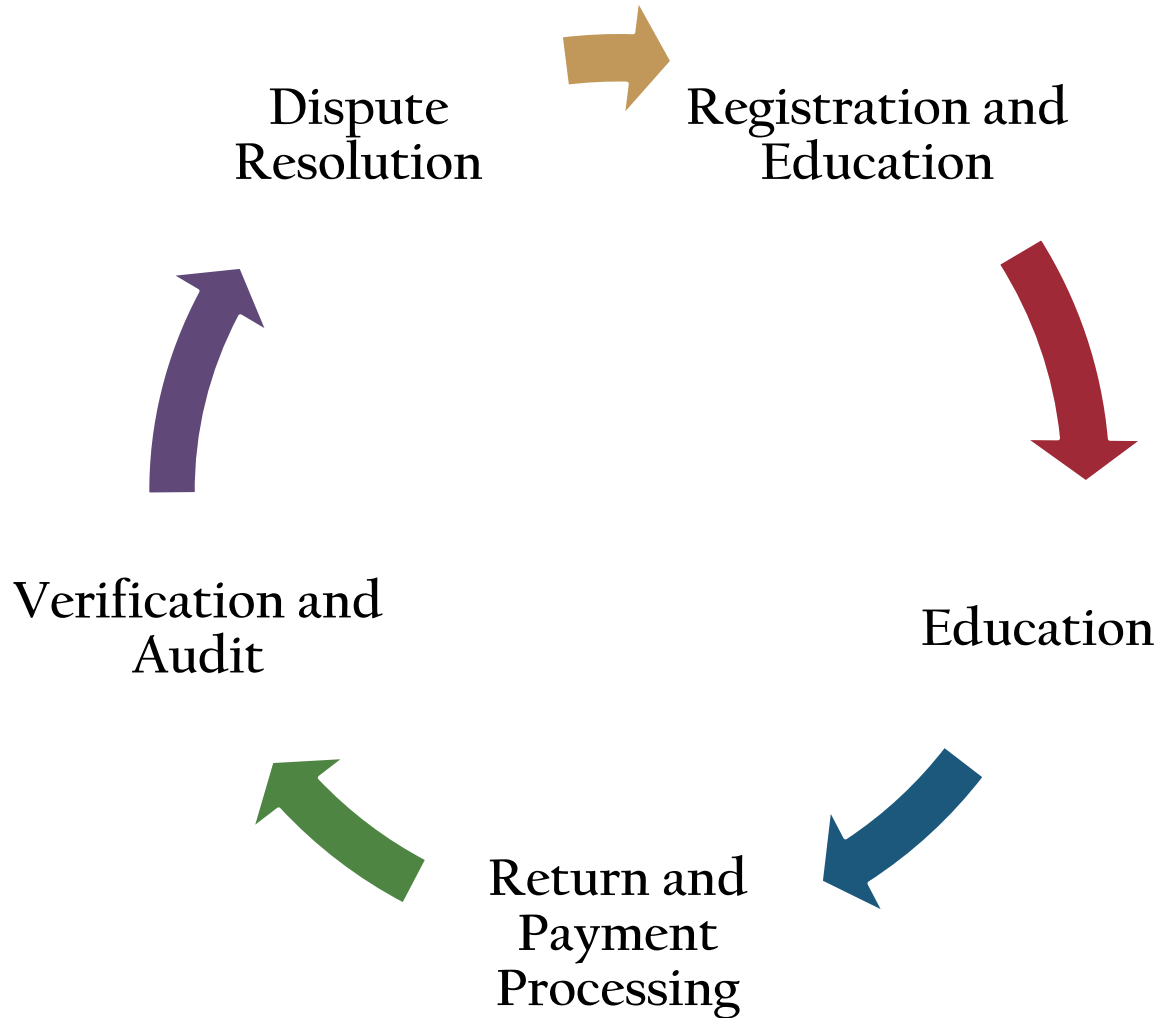 Dispute
Resolution
Registration and
Education
Education
Return and
Payment
Processing
Verification and
Audit